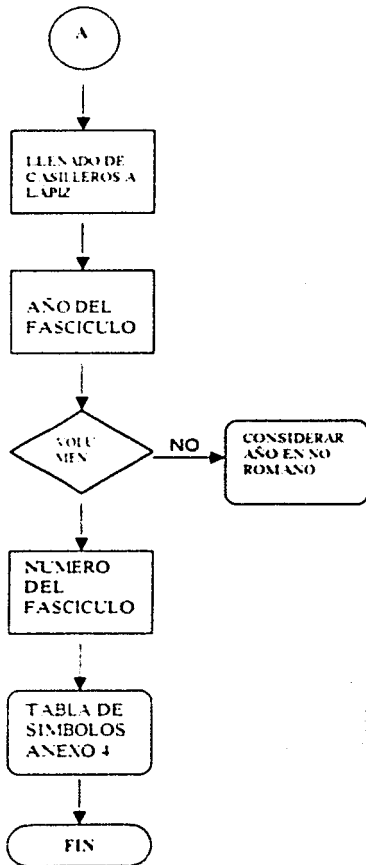 A
LLENADO DE
CASILLEROS A
LAPIZ
AÑO DEL
FASCICULO
VOLU
MEN
NO
CONSIDERAR
AÑO EN NO
ROMANO
NUMERO
DEL
FASCICULO
TABLA DE
SIMBOLOS
ANEXO 4
FIN